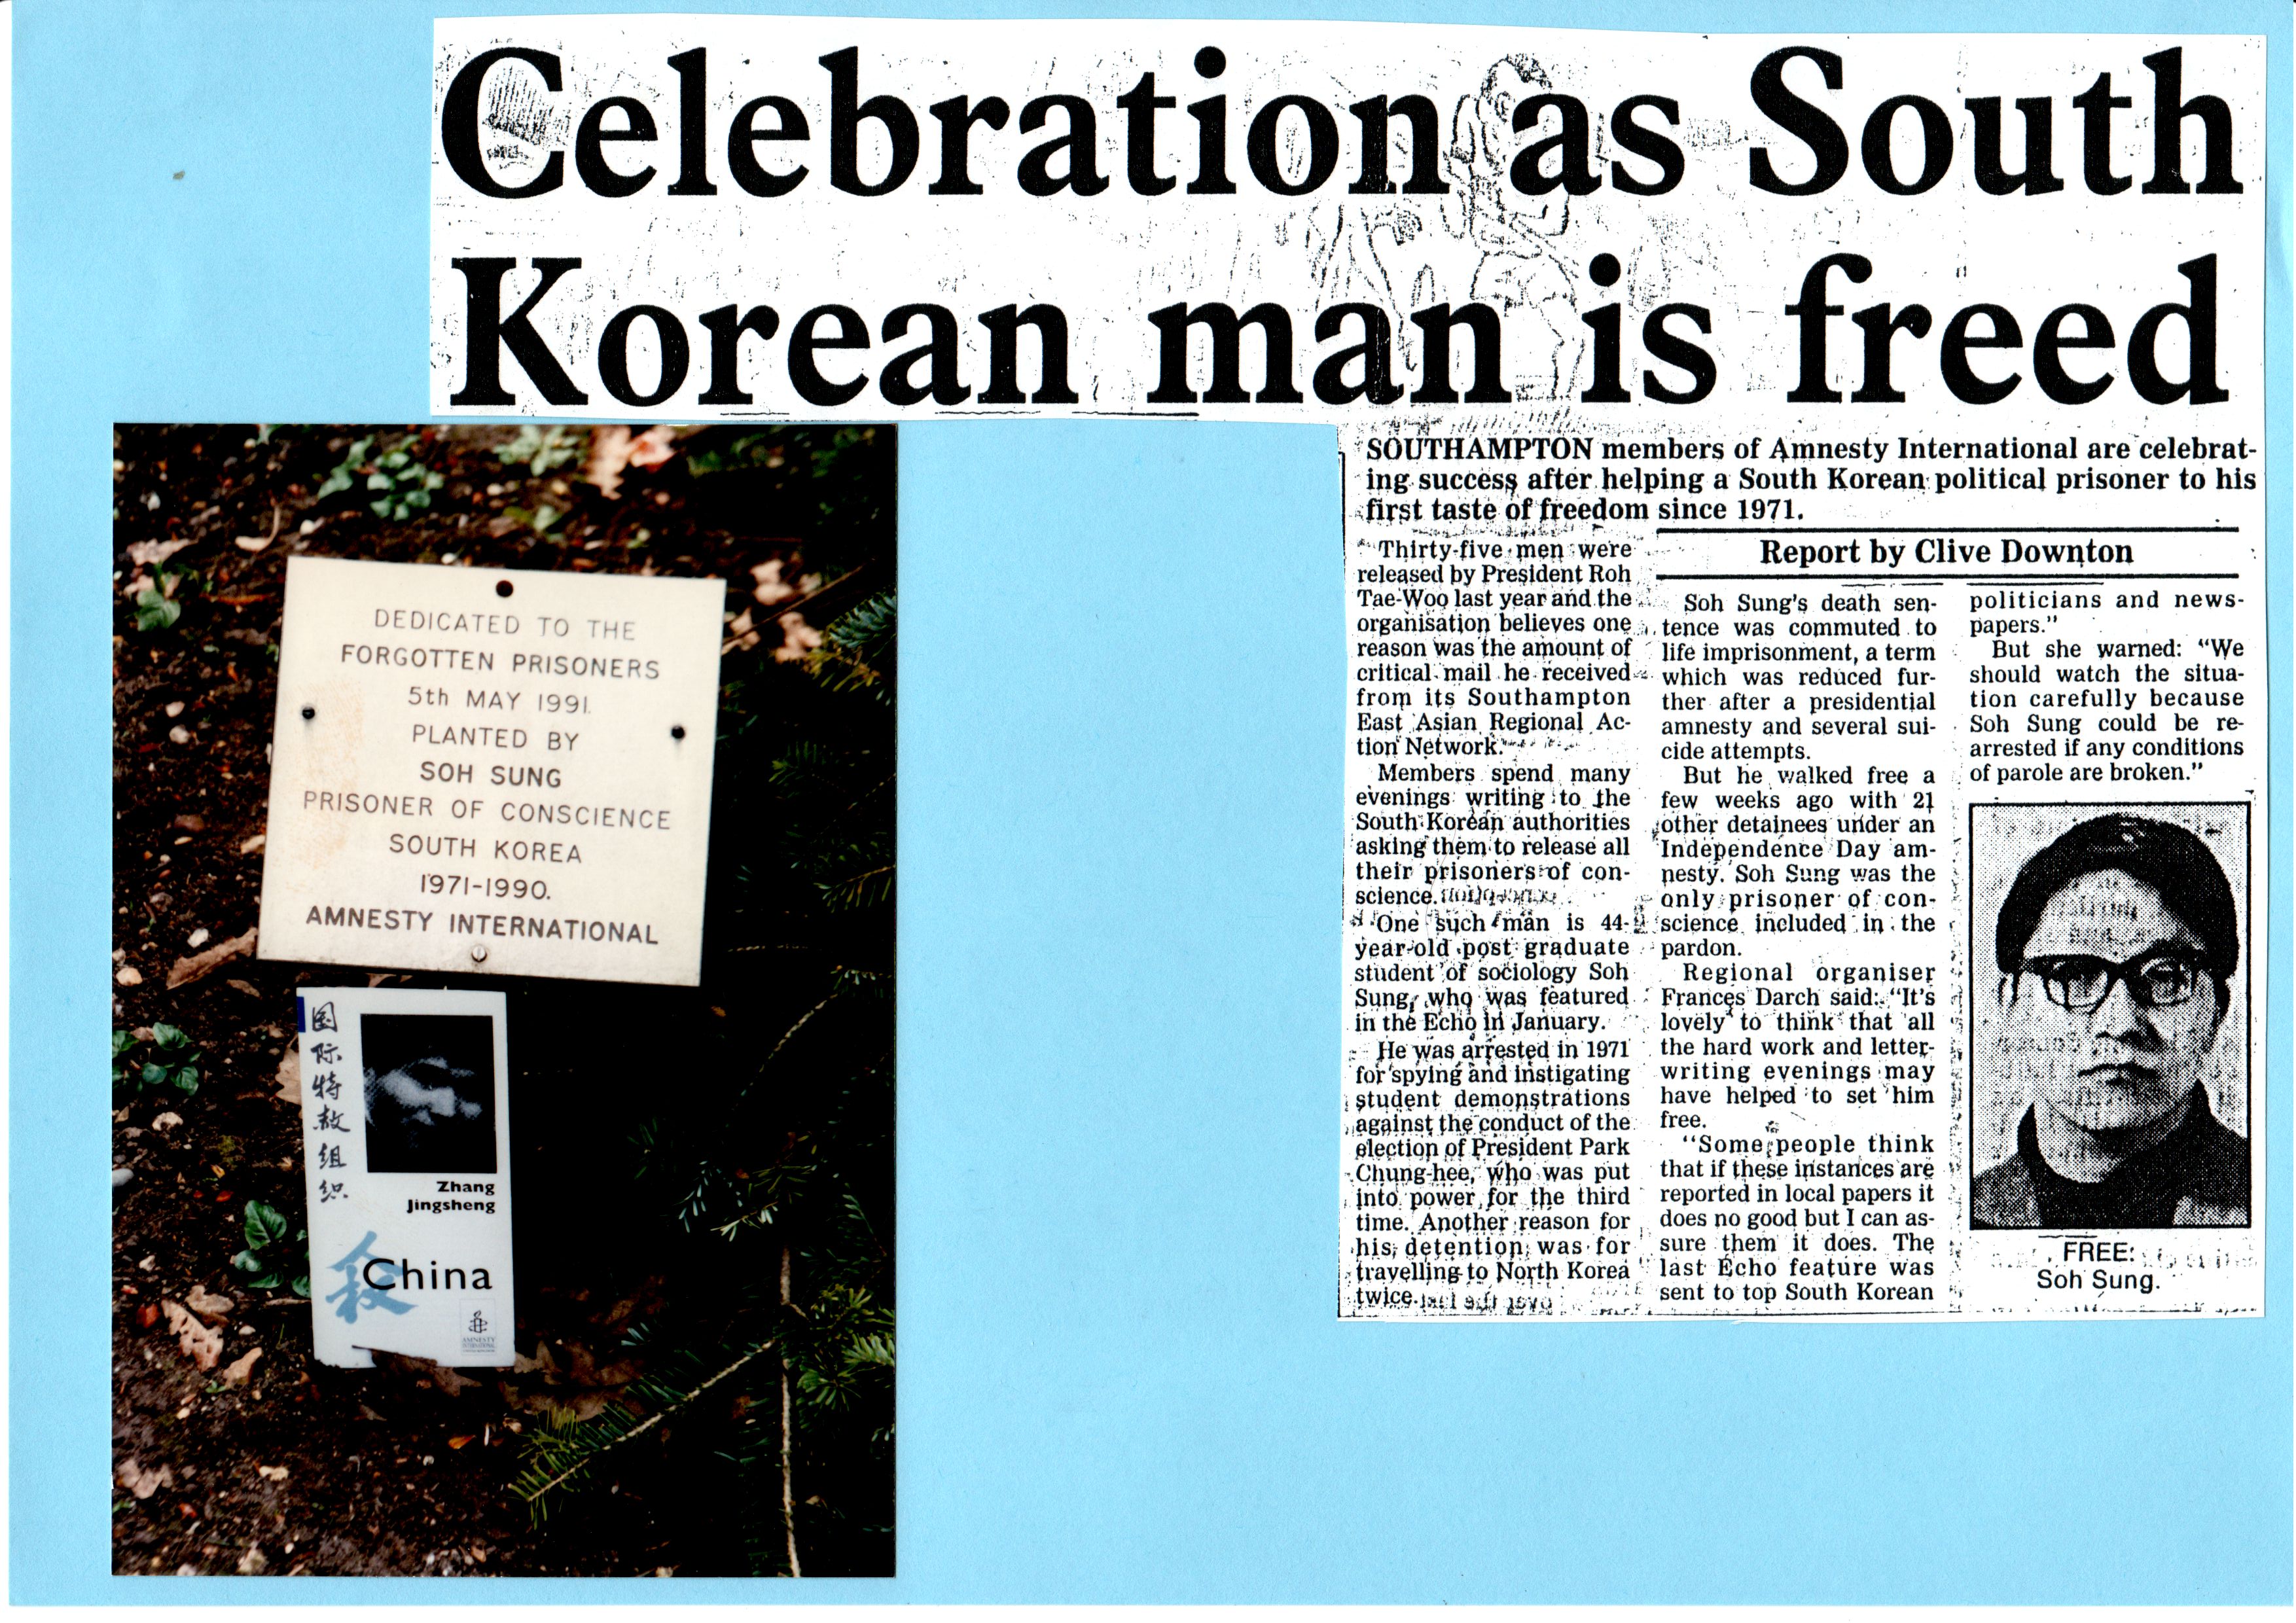 Celebration as South
Korean man is freed
SOUTHAMPTON members of Amnesty International are celebrat-
ing success after helping a South Korean political prisoner to his
first taste of freedom since 1971.
Report by Clive Downton
Thirty-five men were
released by President Roh
Tae-Woo last year and the
organisation believes one
reason was the amount of
critical mail he received
from its Southampton
East Asian Regional Ac-
tion Network.
Members spend many
evenings writing to the
South Korean authorities
asking them to release all
their prisoners of con-
science.
One such man is 44-
year-old post graduate
student of sociology Soh
Sung, who was featured
in the Echo in January.
He was arrested in 1971
for spying and instigating
student demonstrations
against the conduct of the
election of President Park
Chung-hee, who was put
into power for the third
time. Another reason for
his detention was for
travelling to North Korea
twice.
Soh Sung's death sen-
tence was commuted to
life imprisonment, a term
which was reduced fur-
ther after a presidential
amnesty and several sui-
cide attempts.
But he walked free a
few weeks ago with 21
other detainees under an
Independence Day am-
nesty. Soh Sung was the
only prisoner of con-
science included in the
pardon.
Regional organiser
Frances Darch said: "It's
lovely to think that all
the hard work and letter-
writing evenings may
have helped to set him
free.
"Some people think
that if these instances are
reported in local papers it
does no good but I can as-
sure them it does. The
last Echo feature was
sent to top South Korean
politicians and news-
papers."
But she warned: "We
should watch the situa-
tion carefully because
Soh Sung could be re-
arrested if any conditions
of parole are broken."
FREE:
Soh Sung.
DEDICATED TO THE
FORGOTTEN PRISONERS
5th MAY 1991.
PLANTED BY
SOH SUNG
PRISONER OF CONSCIENCE
SOUTH KOREA
1971-1990.
AMNESTY INTERNATIONAL
国际特赦组织
Zhang
Jingsheng
赦
China
AMNESTY
INTERNATIONAL